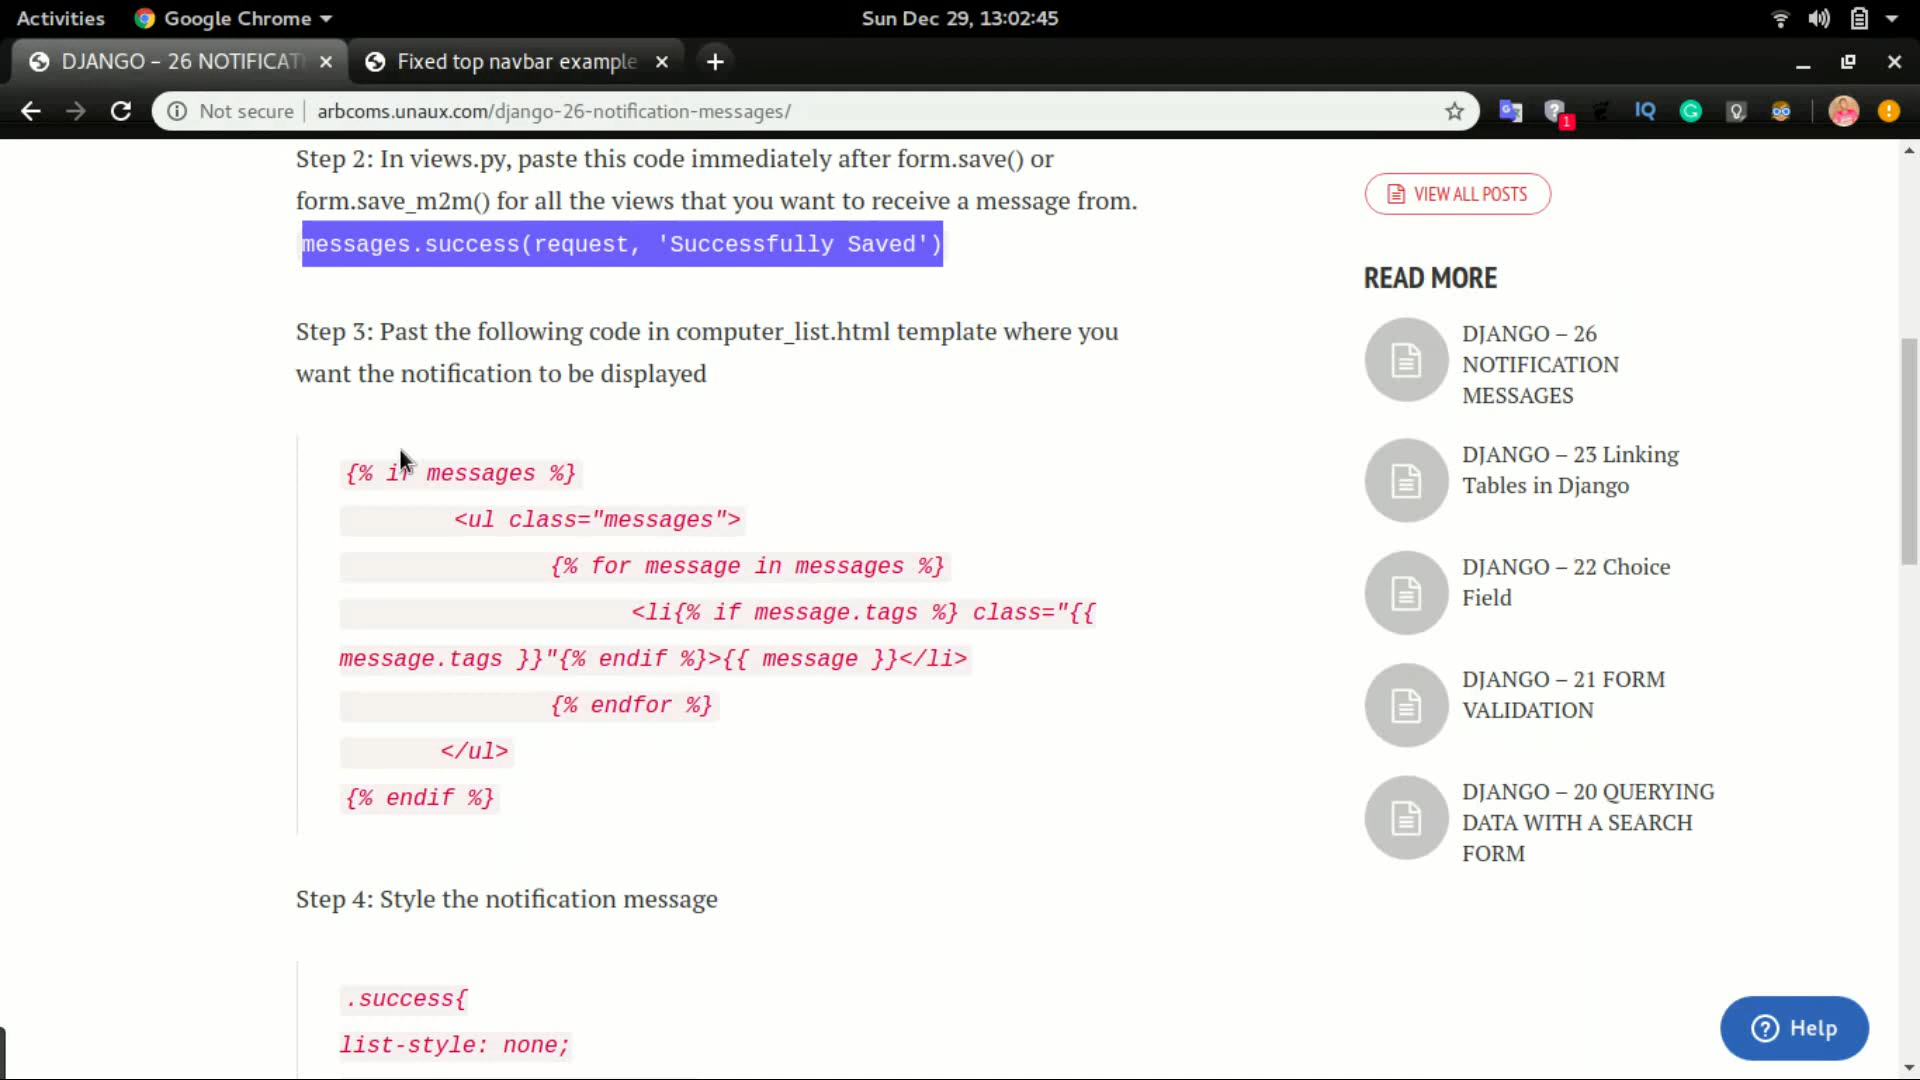 Activities Google Chrome Sun Dec 29, 13:02:45
DJANGO – 26 NOTIFICAT Fixed top navbar example
Not secure arbcoms.unaux.com/django-26-notification-messages/ IQ 1
Step 2: In views.py, paste this code immediately after form.save() or
form.save_m2m() for all the views that you want to receive a message from.
messages.success(request, 'Successfully Saved')
Step 3: Past the following code in computer_list.html template where you
want the notification to be displayed
{% if messages %}
<ul class="messages">
{% for message in messages %}
<li{% if message.tags %} class="{{
message.tags }}"{% endif %}>{{ message }}</li>
{% endfor %}
</ul>
{% endif %}
Step 4: Style the notification message
.success{
list-style: none;
VIEW ALL POSTS
READ MORE
DJANGO – 26
NOTIFICATION
MESSAGES
DJANGO – 23 Linking
Tables in Django
DJANGO – 22 Choice
Field
DJANGO – 21 FORM
VALIDATION
DJANGO – 20 QUERYING
DATA WITH A SEARCH
FORM
Help